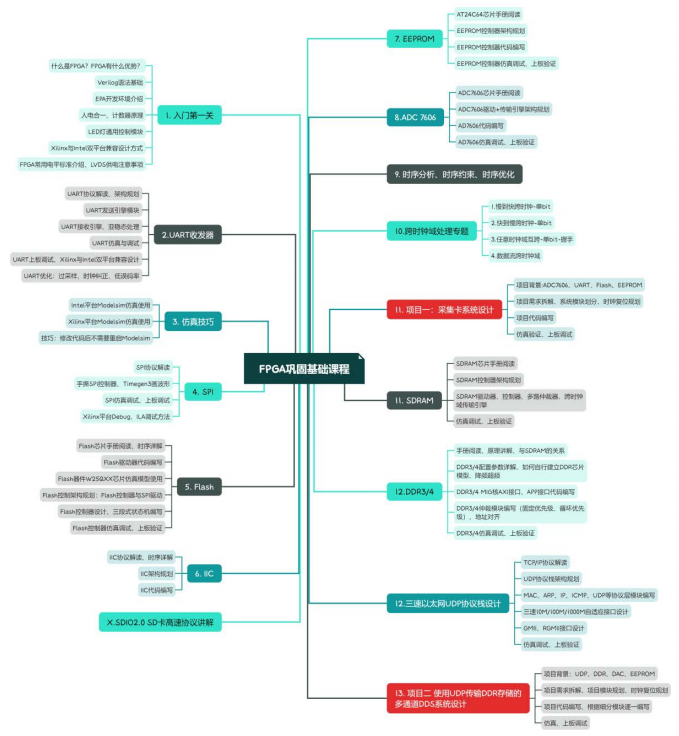 FPGA巩固基础课程
1. 入门第一关
什么是FPGA？FPGA有什么优势？
Verilog语法基础
EPA开发环境介绍
人电合一、计数器原理
LED灯通用控制模块
Xilinx与Intel双平台兼容设计方式
FPGA常用电平标准介绍、LVDS供电注意事项
2.UART收发器
UART协议解读、架构规划
UART发送引擎模块
UART接收引擎、亚稳态处理
UART仿真与调试
UART上板调试、Xilinx与Intel双平台兼容设计
UART优化：过采样、时钟纠正、低误码率
3. 仿真技巧
Intel平台Modelsim仿真使用
Xilinx平台Modelsim仿真使用
技巧：修改代码后不需要重启Modelsim
4. SPI
SPI协议解读
手撕SPI控制器、Timegen3画波形
SPI仿真调试、上板调试
Xilinx平台Debug、ILA调试方法
5. Flash
Flash芯片手册阅读、时序详解
Flash驱动器代码编写
Flash器件W25QXX芯片仿真模型使用
Flash控制架构规划：Flash控制器与SPI驱动
Flash控制器设计、三段式状态机编写
Flash控制器仿真调试、上板验证
6. IIC
IIC协议解读、时序详解
IIC架构规划
IIC代码编写
X.SDIO2.0 SD卡高速协议讲解
7. EEPROM
AT24C64芯片手册阅读
EEPROM控制器架构规划
EEPROM控制器代码编写
EEPROM控制器仿真调试、上板验证
8.ADC 7606
ADC7606芯片手册阅读
ADC7606驱动+传输引擎架构规划
AD7606代码编写
AD7606仿真调试、上板验证
9. 时序分析、时序约束、时序优化
10.跨时钟域处理专题
1.慢到快跨时钟-单bit
2.快到慢跨时钟-单bit
3.任意时钟域互跨-单bit-握手
4.数据流跨时钟域
11. 项目一：采集卡系统设计
项目背景:ADC7606、UART、Flash、EEPROM
项目需求拆解、系统模块划分、时钟复位规划
项目代码编写
仿真验证、上板调试
11. SDRAM
SDRAM芯片手册阅读
SDRAM控制器架构规划
SDRAM驱动器、控制器、多路仲裁器、跨时钟
域传输引擎
仿真调试、上板验证
12.DDR3/4
手册阅读、原理讲解、与SDRAM的关系
DDR3/4配置参数详解、如何自行建立DDR芯片
模型、降频超频
DDR3/4 MIG核AXI接口、APP接口代码编写
DDR3/4仲裁模块编写（固定优先级、循环优先
级）、地址对齐
DDR3/4仿真调试、上板验证
12.三速以太网UDP协议栈设计
TCP/IP协议解读
UDP协议栈架构规划
MAC、ARP、IP、ICMP、UDP等协议层模块编写
三速10M/100M/1000M自适应接口设计
GMII、RGMII接口设计
仿真调试、上板验证
13. 项目二 使用UDP传输DDR存储的
多通道DDS系统设计
项目背景：UDP、DDR、DAC、EEPROM
项目需求拆解、项目模块规划、时钟复位规划
项目代码编写、根据细分模块逐一编写
仿真、上板调试